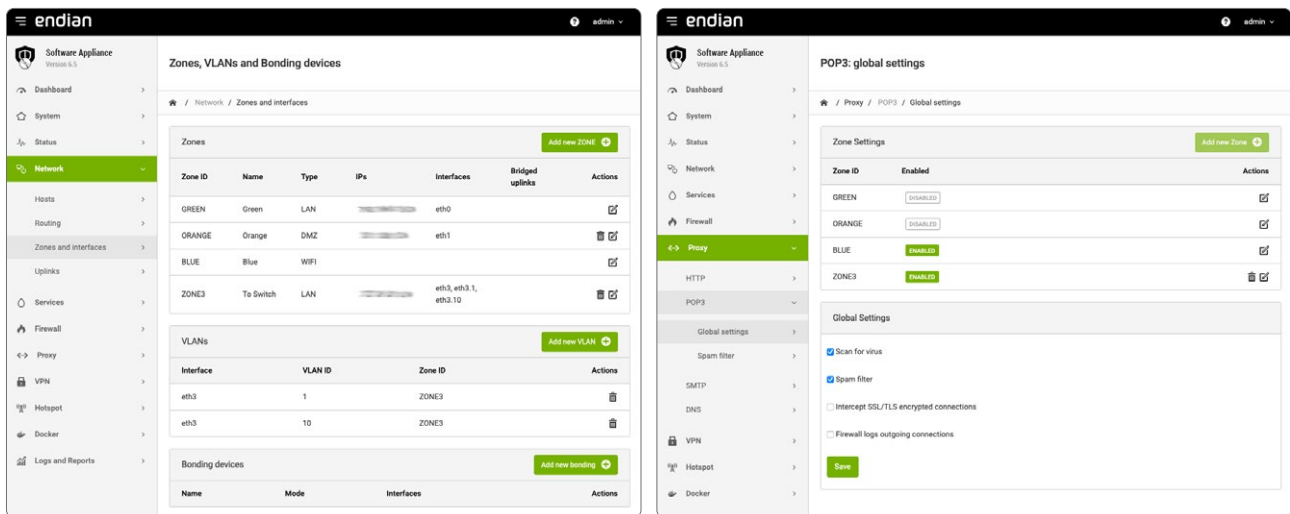 endian
admin
Software Appliance
Version 6.5
Dashboard
System
Status
Network
Hosts
Routing
Zones and interfaces
Uplinks
Services
Firewall
Proxy
VPN
Hotspot
Docker
Logs and Reports
Zones, VLANs and Bonding devices
/ Network / Zones and interfaces
Zones
Add new ZONE
Zone ID Name Type IPs Interfaces Bridged uplinks Actions
GREEN Green LAN eth0
ORANGE Orange DMZ eth1
BLUE Blue WIFI
ZONE3 To Switch LAN eth3, eth3.1, eth3.10
VLANs
Add new VLAN
Interface VLAN ID Zone ID Actions
eth3 1 ZONE3
eth3 10 ZONE3
Bonding devices
Add new bonding
Name Mode Interfaces Actions
endian
admin
Software Appliance
Version 6.5
Dashboard
System
Status
Network
Services
Firewall
Proxy
HTTP
POP3
Global settings
Spam filter
SMTP
DNS
VPN
Hotspot
Docker
POP3: global settings
/ Proxy / POP3 / Global settings
Zone Settings
Add new Zone
Zone ID Enabled Actions
GREEN DISABLED
ORANGE DISABLED
BLUE ENABLED
ZONE3 ENABLED
Global Settings
Scan for virus
Spam filter
Intercept SSL/TLS encrypted connections
Firewall logs outgoing connections
Save